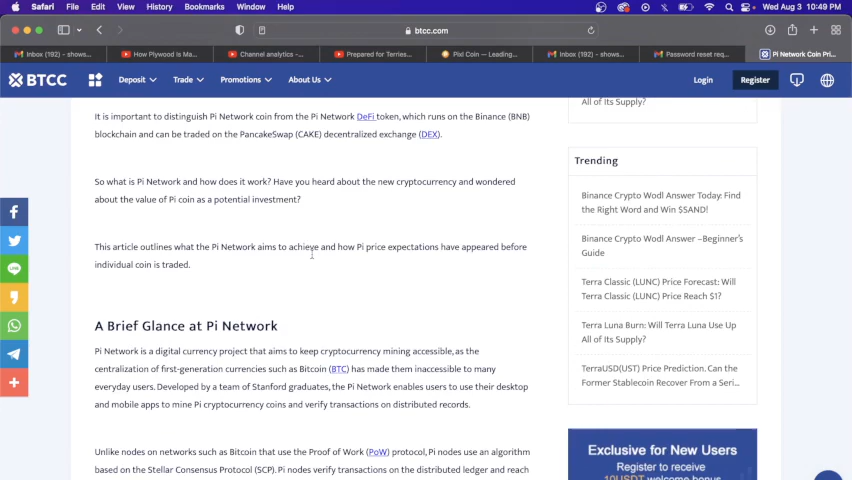 Safari File Edit View History Bookmarks Window Help Wed Aug 3 10:49 PM
btcc.com
Inbox (192) - shows... How Plywood Is Ma... Channel analytics -... Prepared for Terries... Pixl Coin — Leading... Inbox (192) - shows... Password reset req... Pi Network Coin Pri...
BTCC Deposit Trade Promotions About Us Login Register
It is important to distinguish Pi Network coin from the Pi Network DeFi token, which runs on the Binance (BNB)
blockchain and can be traded on the PancakeSwap (CAKE) decentralized exchange (DEX).
So what is Pi Network and how does it work? Have you heard about the new cryptocurrency and wondered
about the value of Pi coin as a potential investment?
This article outlines what the Pi Network aims to achieve and how Pi price expectations have appeared before
individual coin is traded.
A Brief Glance at Pi Network
Pi Network is a digital currency project that aims to keep cryptocurrency mining accessible, as the
centralization of first-generation currencies such as Bitcoin (BTC) has made them inaccessible to many
everyday users. Developed by a team of Stanford graduates, the Pi Network enables users to use their desktop
and mobile apps to mine Pi cryptocurrency coins and verify transactions on distributed records.
Unlike nodes on networks such as Bitcoin that use the Proof of Work (PoW) protocol, Pi nodes use an algorithm
based on the Stellar Consensus Protocol (SCP). Pi nodes verify transactions on the distributed ledger and reach
All of Its Supply?
Trending
Binance Crypto Wodl Answer Today: Find
the Right Word and Win $SAND!
Binance Crypto Wodl Answer –Beginner's
Guide
Terra Classic (LUNC) Price Forecast: Will
Terra Classic (LUNC) Price Reach $1?
Terra Luna Burn: Will Terra Luna Use Up
All of Its Supply?
TerraUSD(UST) Price Prediction. Can the
Former Stablecoin Recover From a Seri...
Exclusive for New Users
Register to receive
10USDT welcome bonus